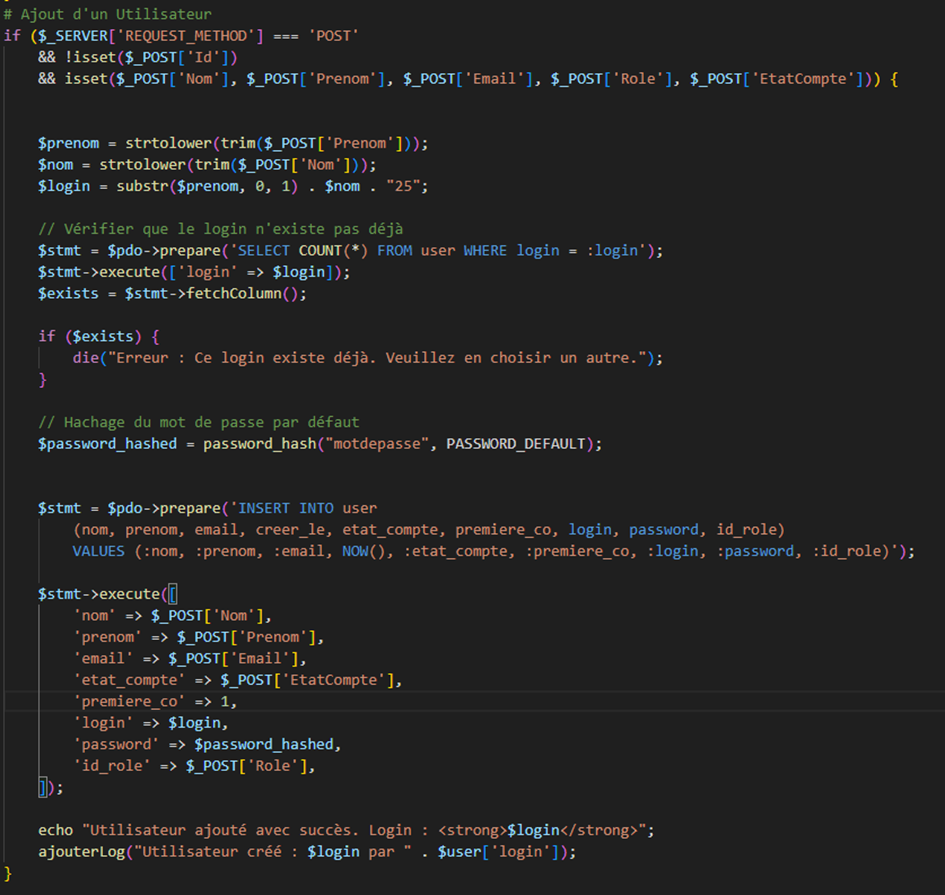 # Ajout d'un Utilisateur
if ($_SERVER['REQUEST_METHOD'] === 'POST'
&& !isset($_POST['Id'])
&& isset($_POST['Nom'], $_POST['Prenom'], $_POST['Email'], $_POST['Role'], $_POST['EtatCompte'])) {
$prenom = strtolower(trim($_POST['Prenom']));
$nom = strtolower(trim($_POST['Nom']));
$login = substr($prenom, 0, 1) . $nom . "25";
// Vérifier que le login n'existe pas déjà
$stmt = $pdo->prepare('SELECT COUNT(*) FROM user WHERE login = :login');
$stmt->execute(['login' => $login]);
$exists = $stmt->fetchColumn();
if ($exists) {
die("Erreur : Ce login existe déjà. Veuillez en choisir un autre.");
}
// Hachage du mot de passe par défaut
$password_hashed = password_hash("motdepasse", PASSWORD_DEFAULT);
$stmt = $pdo->prepare('INSERT INTO user
(nom, prenom, email, creer_le, etat_compte, premiere_co, login, password, id_role)
VALUES (:nom, :prenom, :email, NOW(), :etat_compte, :premiere_co, :login, :password, :id_role)');
$stmt->execute([
'nom' => $_POST['Nom'],
'prenom' => $_POST['Prenom'],
'email' => $_POST['Email'],
'etat_compte' => $_POST['EtatCompte'],
'premiere_co' => 1,
'login' => $login,
'password' => $password_hashed,
'id_role' => $_POST['Role'],
]);
echo "Utilisateur ajouté avec succès. Login : <strong>$login</strong>";
ajouterLog("Utilisateur créé : $login par " . $user['login']);
}